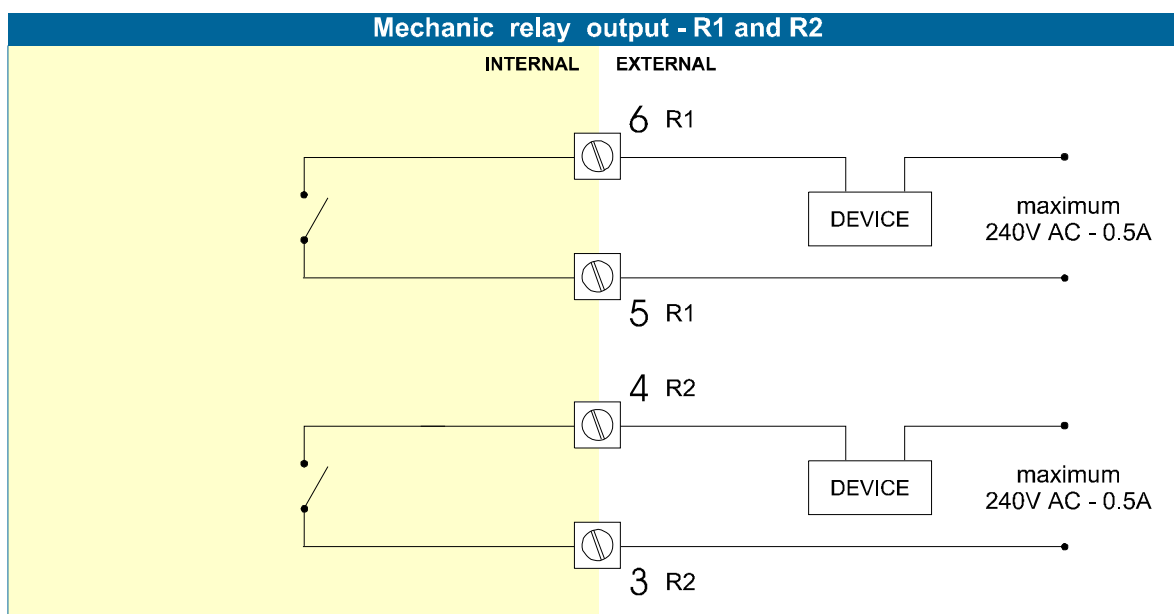 Mechanic relay output - R1 and R2
INTERNAL EXTERNAL
6 R1
DEVICE
maximum
240V AC - 0.5A
5 R1
4 R2
DEVICE
maximum
240V AC - 0.5A
3 R2